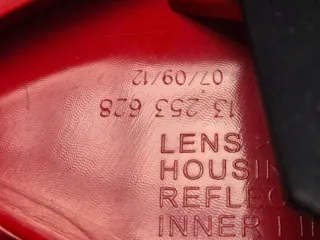 07/09/12
13 253 628
LENS
HOUSIN
REFLEC
INNER